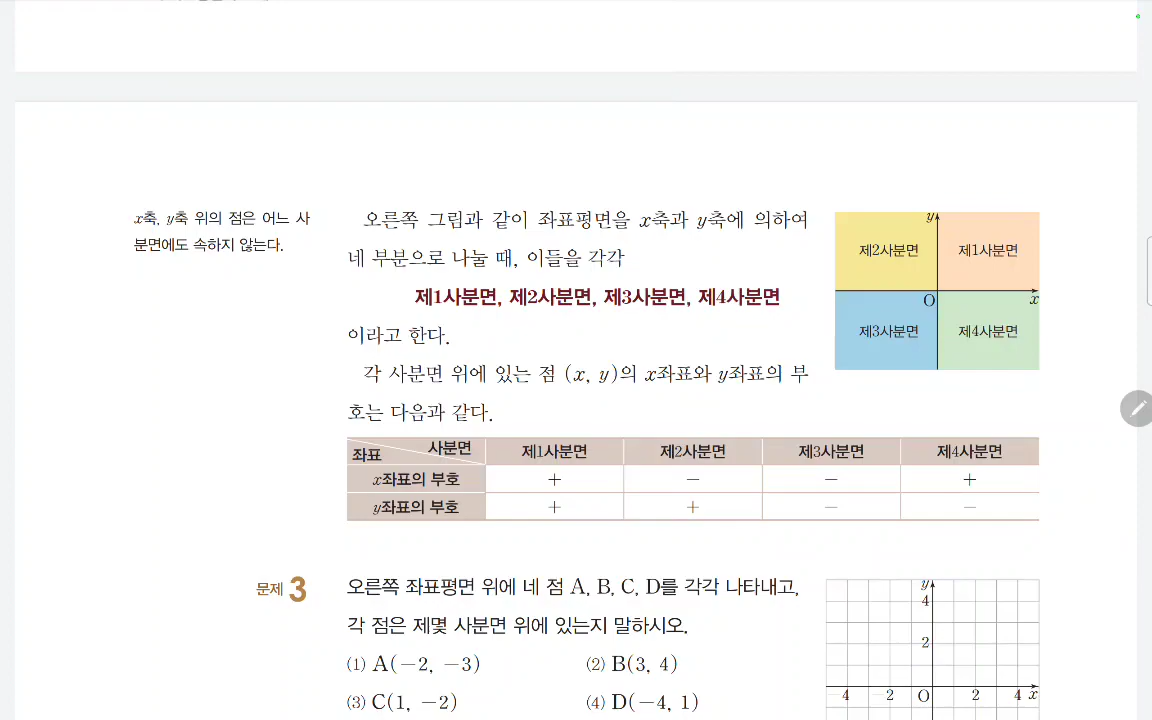 x축, y축 위의 점은 어느 사
분면에도 속하지 않는다.
오른쪽 그림과 같이 좌표평면을 x축과 y축에 의하여
네 부분으로 나눌 때, 이들을 각각
제1사분면, 제2사분면, 제3사분면, 제4사분면
이라고 한다.
각 사분면 위에 있는 점 (x, y)의 x좌표와 y좌표의 부
호는 다음과 같다.
y
제2사분면 제1사분면
O x
제3사분면 제4사분면
좌표 사분면 제1사분면 제2사분면 제3사분면 제4사분면
x좌표의 부호 + − − +
y좌표의 부호 + + − −
문제 3
오른쪽 좌표평면 위에 네 점 A, B, C, D를 각각 나타내고,
각 점은 제몇 사분면 위에 있는지 말하시오.
⑴ A(−2, −3) ⑵ B(3, 4)
⑶ C(1, −2) ⑷ D(−4, 1)
y
4
2
−4 −2 O 2 4 x